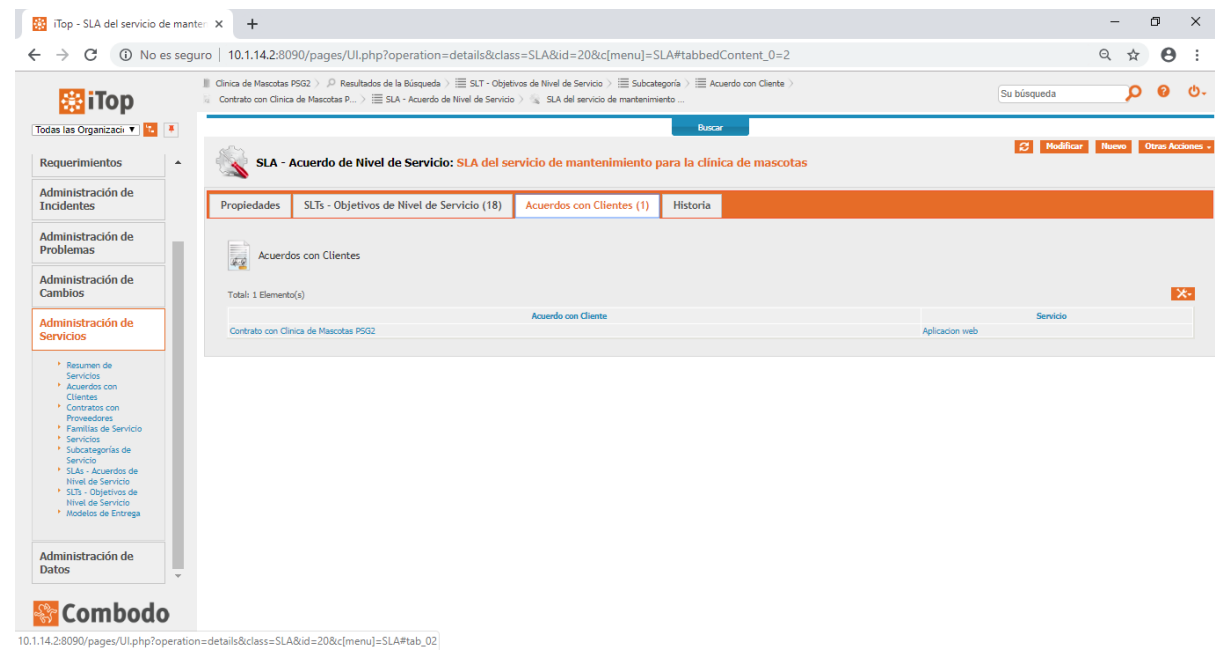 iTop - SLA del servicio de manter
No es seguro 10.1.14.2:8090/pages/UI.php?operation=details&class=SLA&id=20&c[menu]=SLA#tabbedContent_0=2
iTop
Todas las Organizaci
Clinica de Mascotas PSG2 Resultados de la Búsqueda SLT - Objetivos de Nivel de Servicio Subcategoría Acuerdo con Cliente
Contrato con Clinica de Mascotas P... SLA - Acuerdo de Nivel de Servicio SLA del servicio de mantenimiento ...
Su búsqueda
Buscar
SLA - Acuerdo de Nivel de Servicio: SLA del servicio de mantenimiento para la clínica de mascotas
Modificar Nuevo Otras Acciones
Propiedades SLTs - Objetivos de Nivel de Servicio (18) Acuerdos con Clientes (1) Historia
Acuerdos con Clientes
Total: 1 Elemento(s)
Acuerdo con Cliente Servicio
Contrato con Clinica de Mascotas PSG2 Aplicacion web
Requerimientos
Administración de
Incidentes
Administración de
Problemas
Administración de
Cambios
Administración de
Servicios
Resumen de
Servicios
Acuerdos con
Clientes
Contratos con
Proveedores
Familias de Servicio
Servicios
Subcategorías de
Servicio
SLAs - Acuerdos de
Nivel de Servicio
SLTs - Objetivos de
Nivel de Servicio
Modelos de Entrega
Administración de
Datos
Combodo
10.1.14.2:8090/pages/UI.php?operation=details&class=SLA&id=20&c[menu]=SLA#tab_02